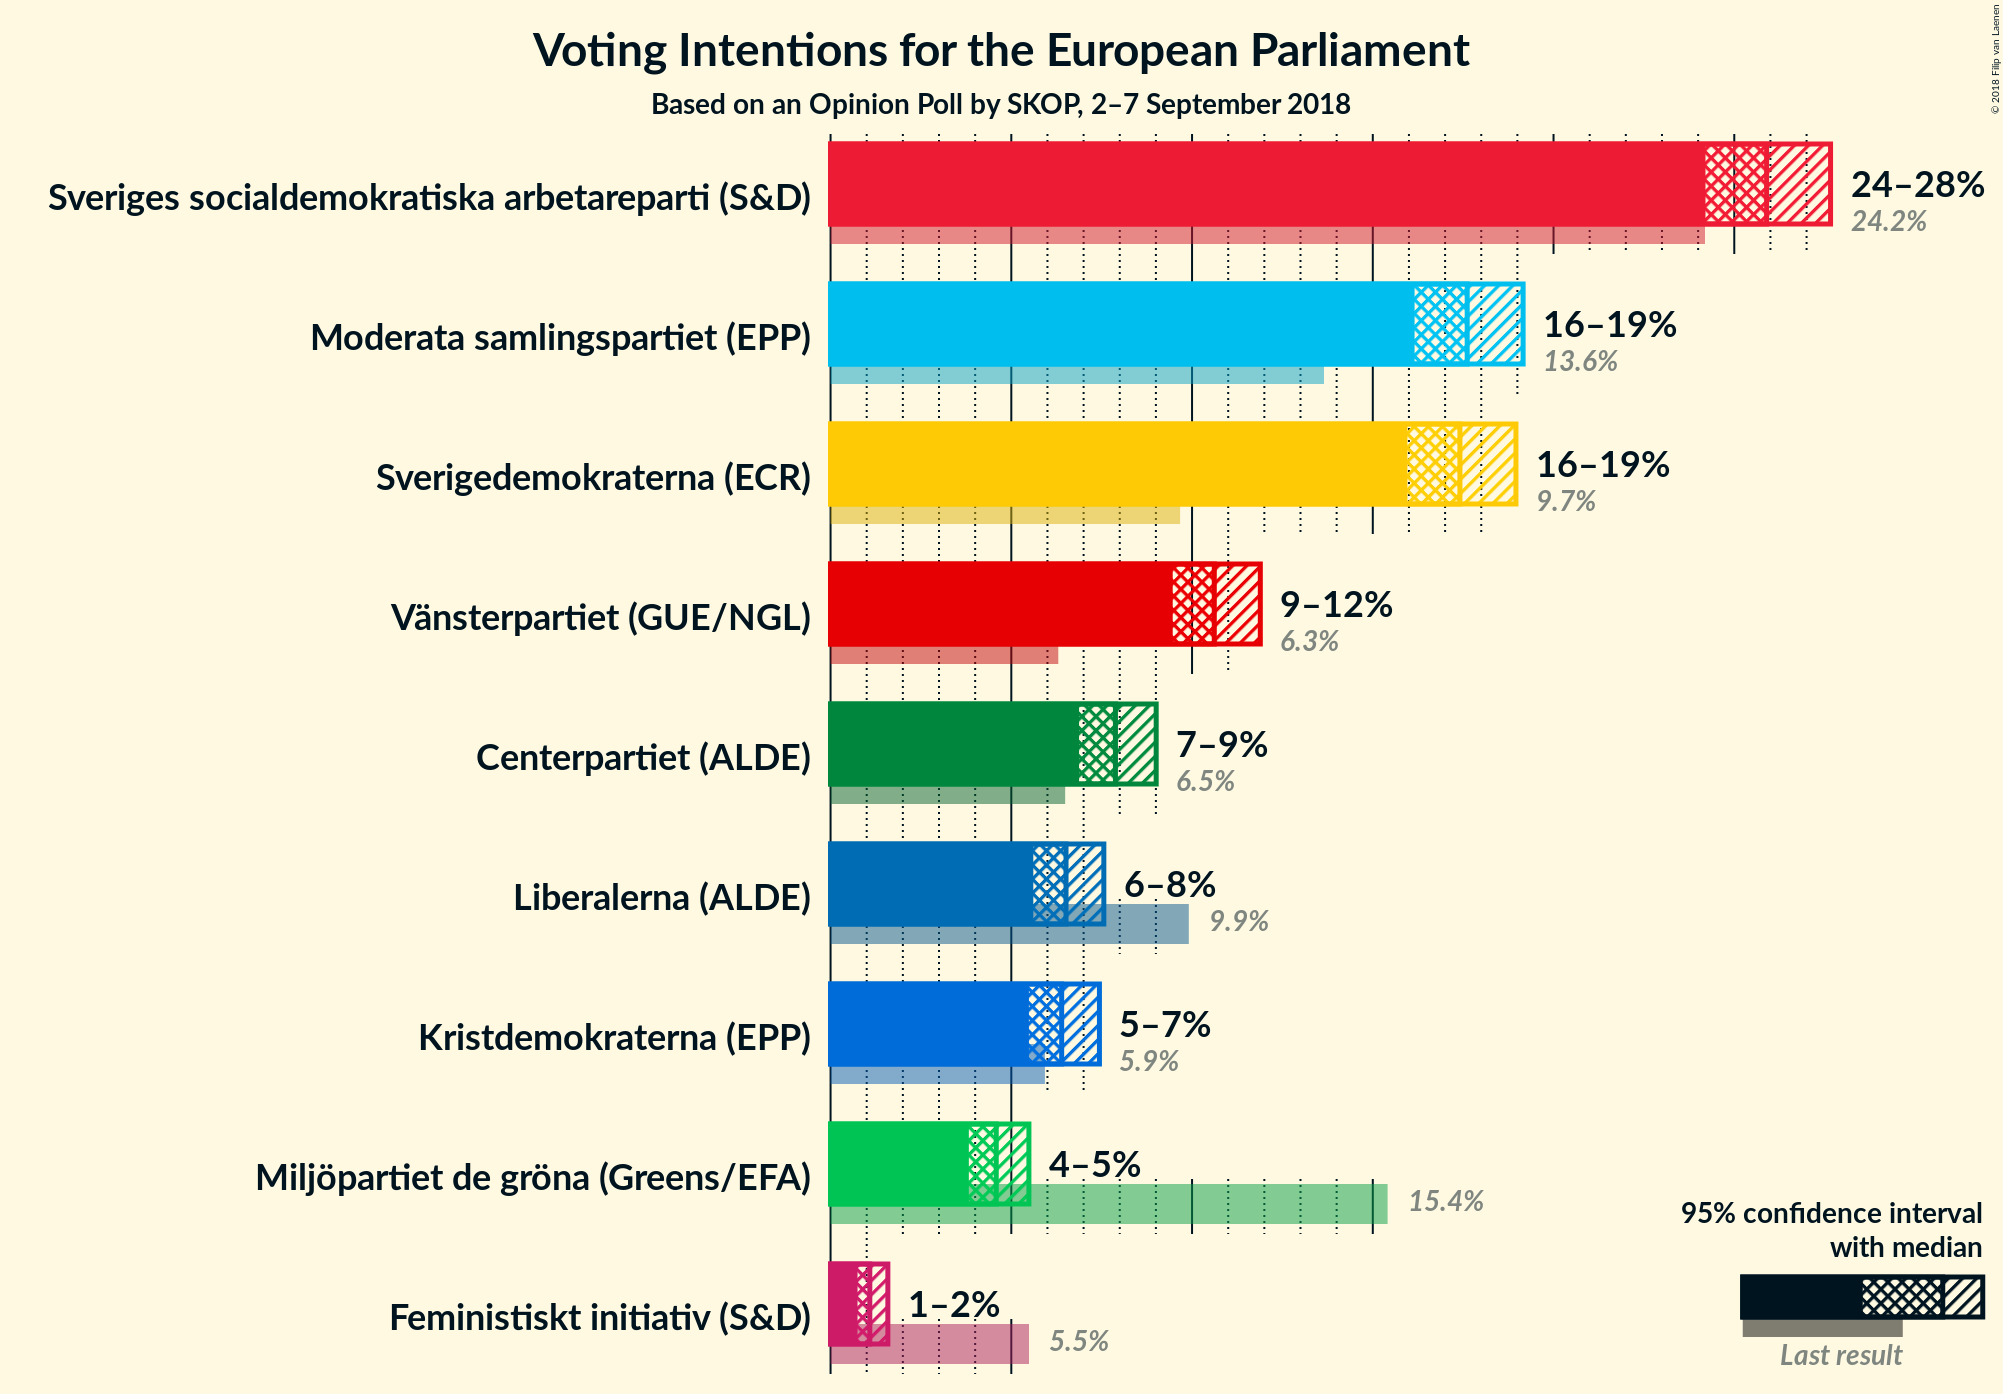 Voting Intentions for the European Parliament
Based on an Opinion Poll by SKOP, 2–7 September 2018
© 2018 Filip van Laenen
Sveriges socialdemokratiska arbetareparti (S&D)
24–28%
24.2%
Moderata samlingspartiet (EPP)
16–19%
13.6%
Sverigedemokraterna (ECR)
16–19%
9.7%
Vänsterpartiet (GUE/NGL)
9–12%
6.3%
Centerpartiet (ALDE)
7–9%
6.5%
Liberalerna (ALDE)
6–8%
9.9%
Kristdemokraterna (EPP)
5–7%
5.9%
Miljöpartiet de gröna (Greens/EFA)
4–5%
15.4%
Feministiskt initiativ (S&D)
1–2%
5.5%
95% confidence interval
with median
Last result